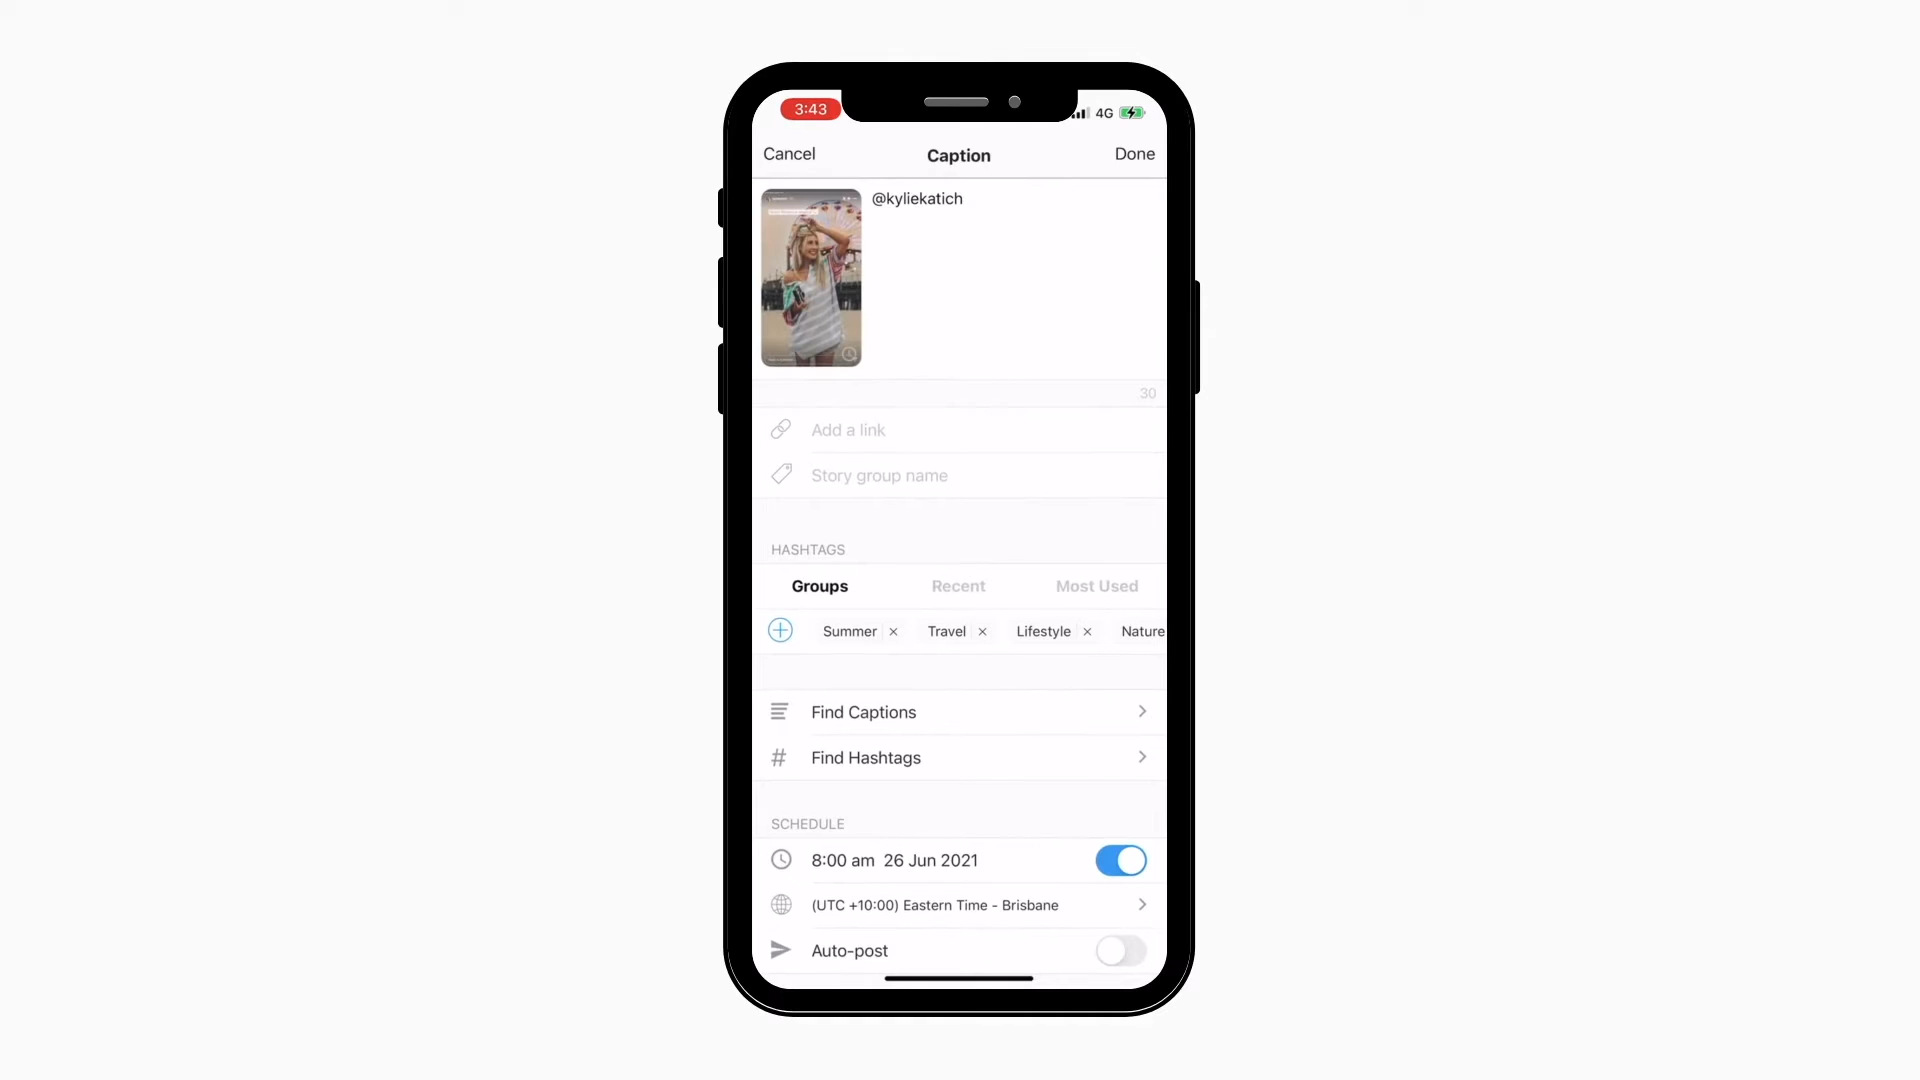 3:43
4G
Cancel
Caption
Done
@kyliekatich
30
Add a link
Story group name
HASHTAGS
Groups
Recent
Most Used
Summer ×
Travel ×
Lifestyle ×
Nature
Find Captions
# Find Hashtags
SCHEDULE
8:00 am 26 Jun 2021
(UTC +10:00) Eastern Time - Brisbane
Auto-post